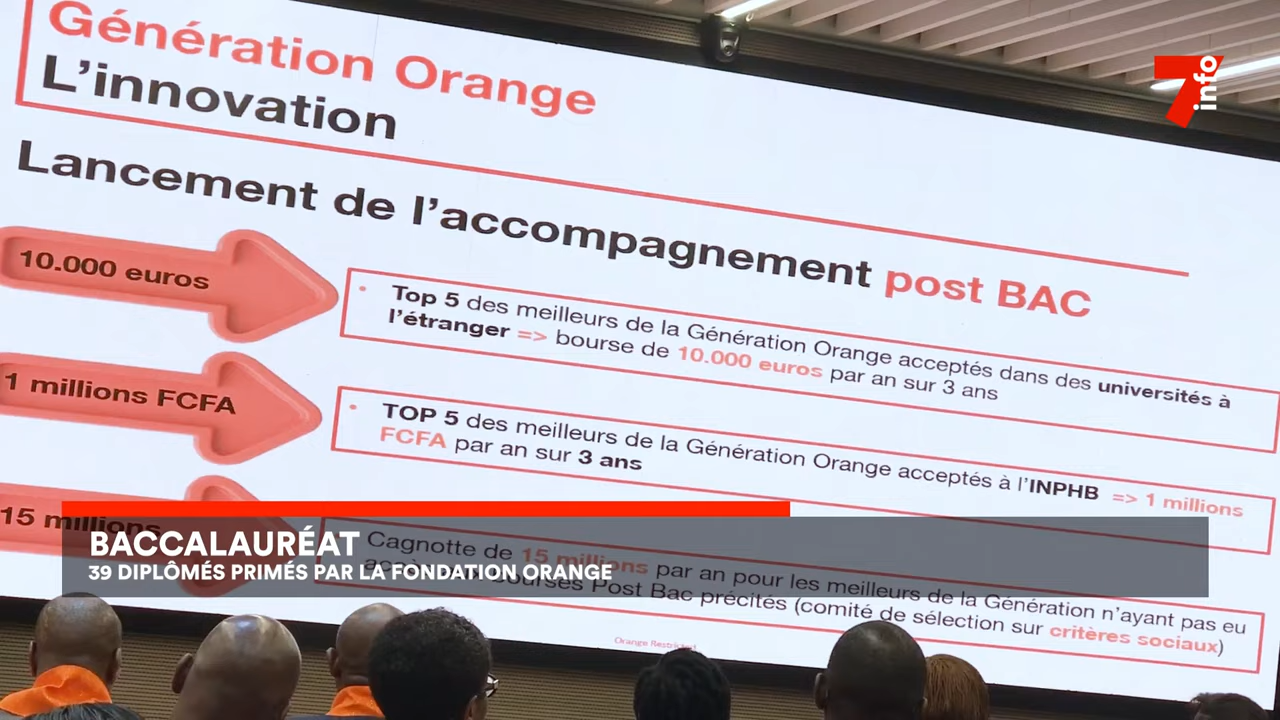 Génération Orange
L'innovation
7info
Lancement de l'accompagnement post BAC
10.000 euros
• Top 5 des meilleurs de la Génération Orange acceptés dans des universités à
l'étranger => bourse de 10.000 euros par an sur 3 ans
1 millions FCFA
• TOP 5 des meilleurs de la Génération Orange acceptés à l'INPHB => 1 millions
FCFA par an sur 3 ans
15 millions
Cagnotte de 15 millions par an pour les meilleurs de la Génération n'ayant pas eu
accès aux bourses Post Bac précités (comité de sélection sur critères sociaux)
BACCALAURÉAT
39 DIPLÔMÉS PRIMÉS PAR LA FONDATION ORANGE
Orange Restricted